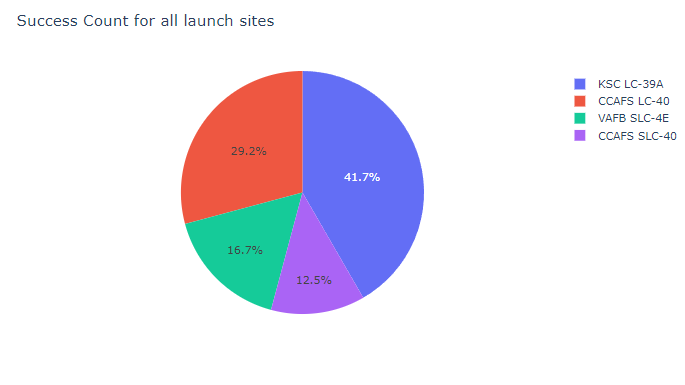 Success Count for all launch sites
KSC LC-39A
CCAFS LC-40
VAFB SLC-4E
CCAFS SLC-40
29.2%
41.7%
16.7%
12.5%